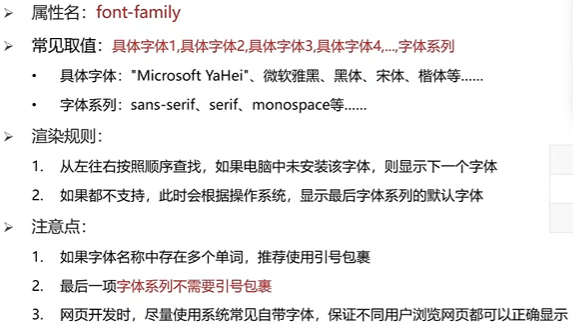 属性名：font-family
常见取值：具体字体1,具体字体2,具体字体3,具体字体4,...,字体系列
具体字体："Microsoft YaHei"、微软雅黑、黑体、宋体、楷体等……
字体系列：sans-serif、serif、monospace等……
渲染规则：
1. 从左往右按照顺序查找，如果电脑中未安装该字体，则显示下一个字体
2. 如果都不支持，此时会根据操作系统，显示最后字体系列的默认字体
注意点：
1. 如果字体名称中存在多个单词，推荐使用引号包裹
2. 最后一项字体系列不需要引号包裹
3. 网页开发时，尽量使用系统常见自带字体，保证不同用户浏览网页都可以正确显示